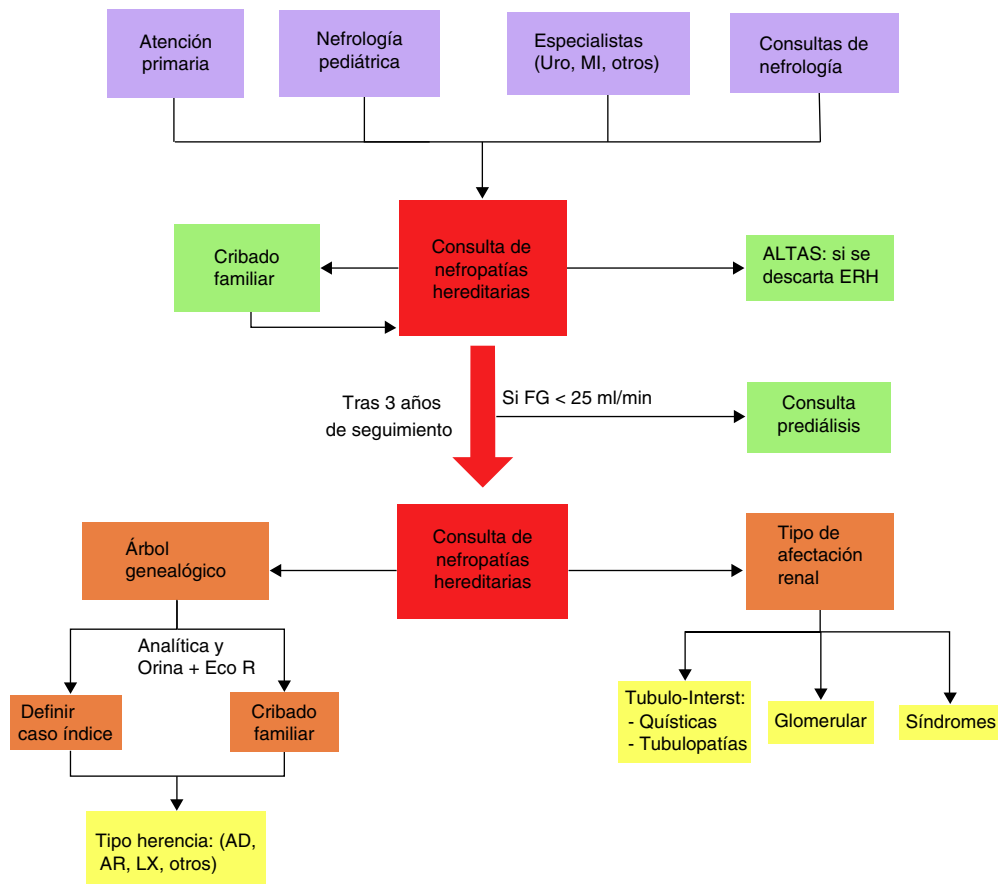 Atención
primaria
Nefrología
pediátrica
Especialistas
(Uro, MI, otros)
Consultas de
nefrología
Cribado
familiar
Consulta de
nefropatías
hereditarias
ALTAS: si se
descarta ERH
Tras 3 años
de seguimiento
Si FG < 25 ml/min
Consulta
prediálisis
Árbol
genealógico
Consulta de
nefropatías
hereditarias
Tipo de
afectación
renal
Analítica y
Orina + Eco R
Definir
caso índice
Cribado
familiar
Tubulo-Interst:
- Quísticas
- Tubulopatías
Glomerular
Síndromes
Tipo herencia: (AD,
AR, LX, otros)